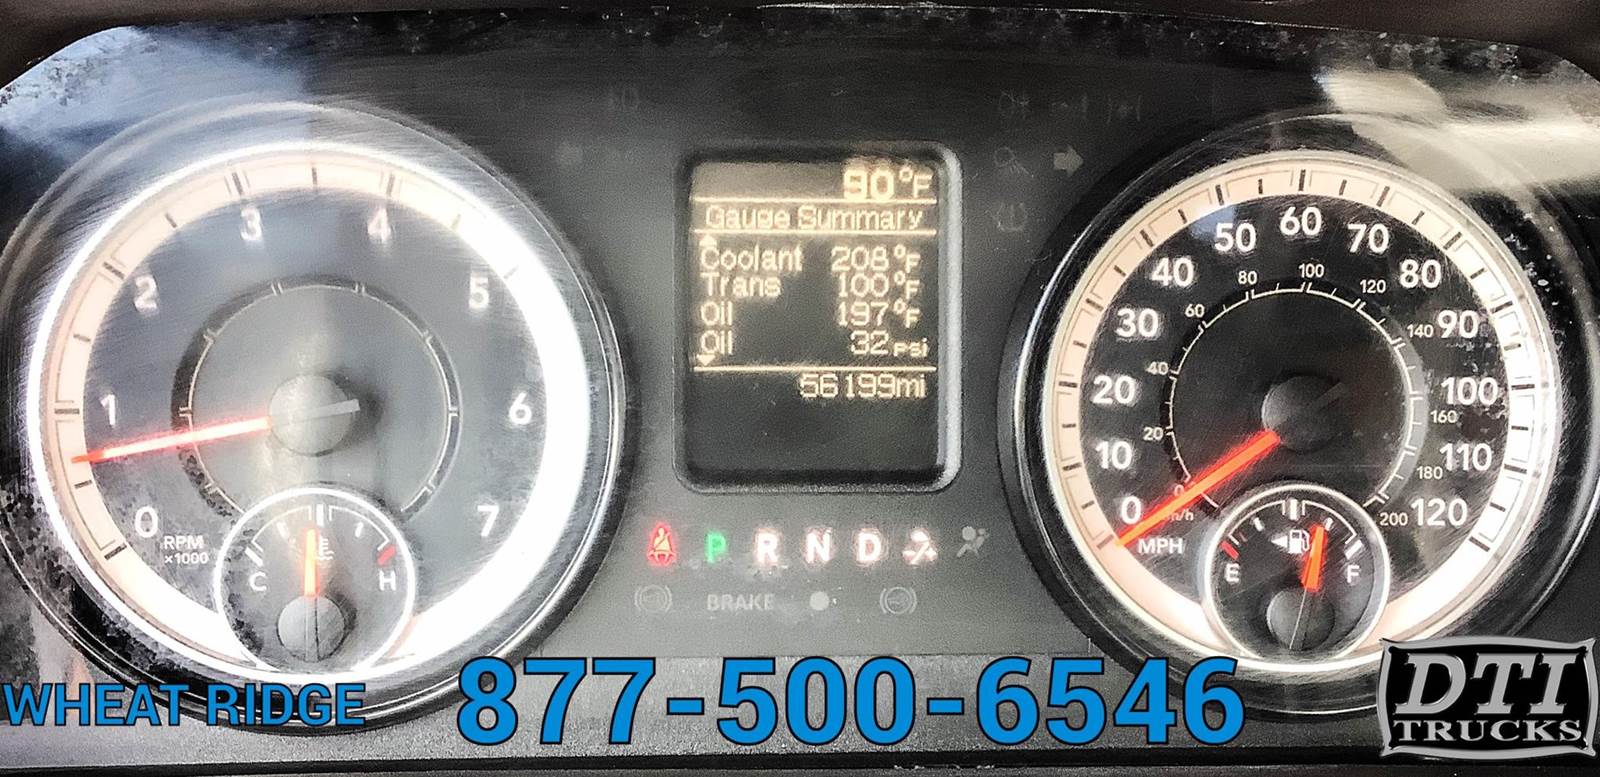 90°F
Gauge Summary
Coolant 208°F
Trans 100°F
Oil 197°F
Oil 32 psi
56199mi
0 1 2 3 4 5 6 7
RPM
x1000
C H
P R N D
BRAKE
0 10 20 30 40 50 60 70 80 90 100 110 120
MPH
0 20 40 60 80 100 120 140 160 180 200
E F
WHEAT RIDGE
877-500-6546
DTI
TRUCKS